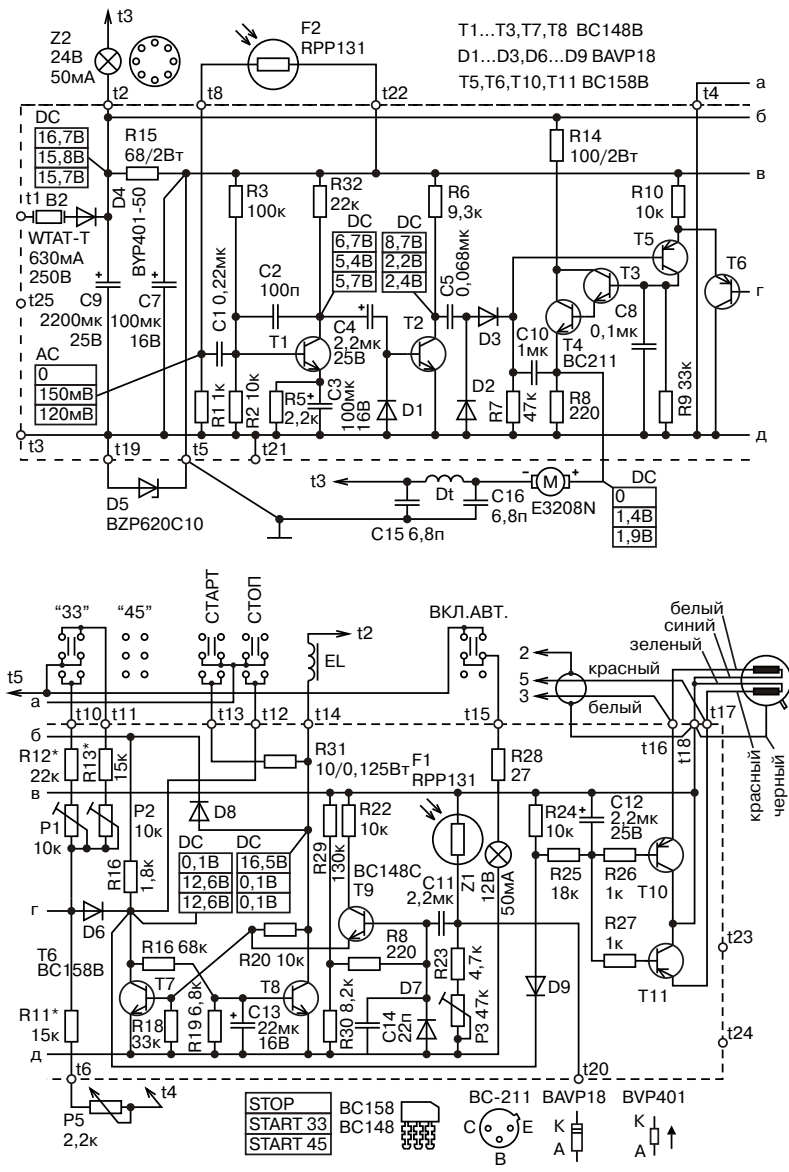 t3
Z2
24В
50мА
t2
F2
RPP131
t8
t22
T1...T3,T7,T8 BC148B
D1...D3,D6...D9 BAVP18
T5,T6,T10,T11 BC158B
t4
а
б
DC
16,7В
15,8В
15,7В
R15
68/2Вт
R14
100/2Вт
в
t1
B2
WTAT-T
630мА
250В
D4
BYP401-50
R3
100к
R32
22к
DC
6,7В
5,4В
5,7В
DC
8,7В
2,2В
2,4В
R6
9,3к
C5
0,068мк
R10
10к
T5
T6
T3
г
t25
C9
2200мк
25В
C7
100мк
16В
C1 0,22мк
C2
100п
T1
C4
2,2мк
25В
T2
D3
C10
1мк
T4
BC211
C8
0,1мк
AC
0
150мВ
120мВ
R1 1к
R2 10к
R5
2,2к
C3
100мк
16В
D1
D2
R7
47к
R8
220
R9 33к
t3
д
t19
t5
t21
D5
BZP620C10
t3
Dt
C15 6,8п
C16
6,8п
–
M
+
E3208N
DC
0
1,4В
1,9В
“33”
“45”
СТАРТ
СТОП
EL
t2
ВКЛ.АВТ.
2
5
3
красный
белый
белый
синий
зеленый
красный
черный
t5
а
t10
t11
t13
t12
t14
t15
t16
t18
t17
б
R12*
22к
R13*
15к
R31
10/0,125Вт
F1
RPP131
R28
27
в
P1
10к
P2
10к
R16
1,8к
D8
DC
0,1В
12,6В
12,6В
DC
16,5В
0,1В
0,1В
R29
130к
R22
10к
BC148C
T9
C11
2,2мк
Z1
12В
50мА
R24
10к
C12
2,2мк
25В
R25
18к
R26
1к
T10
R27
1к
T11
г
D6
T6
BC158B
R16 68к
R20 10к
R8
220
R23
4,7к
t23
R11*
15к
T7
R18
33к
R19 6,8к
C13
22мк
16В
T8
R30 8,2к
C14
22п
D7
P3 47к
D9
t24
д
t6
t20
P5
2,2к
t4
STOP
START 33
START 45
BC158
BC148
BC-211
C
E
B
BAVP18
K
A
BVP401
K
A